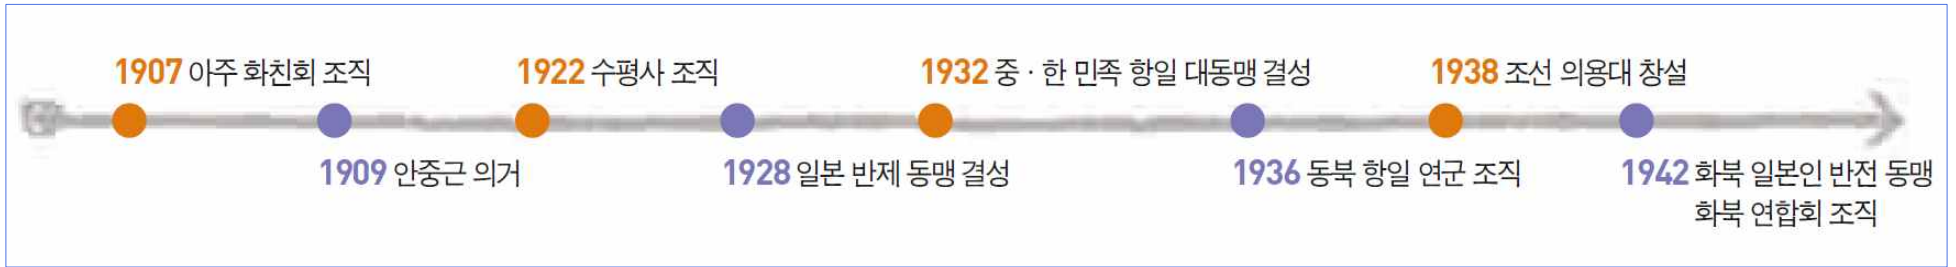 1907 아주 화친회 조직
1922 수평사 조직
1932 중·한 민족 항일 대동맹 결성
1938 조선 의용대 창설
1909 안중근 의거
1928 일본 반제 동맹 결성
1936 동북 항일 연군 조직
1942 화북 일본인 반전 동맹
화북 연합회 조직